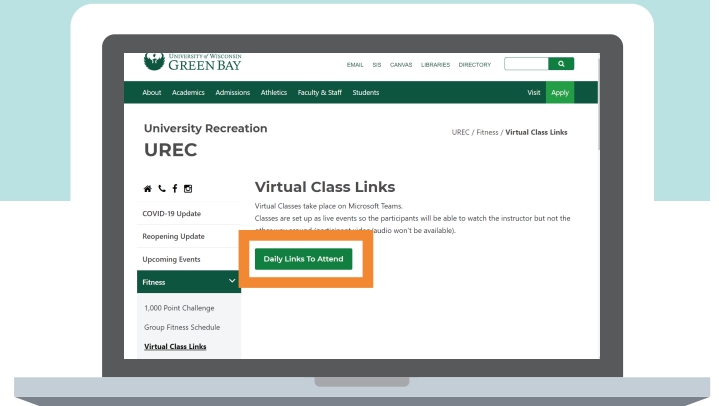 UNIVERSITY of WISCONSIN
GREEN BAY
EMAIL SIS CANVAS LIBRARIES DIRECTORY
About Academics Admissions Athletics Faculty & Staff Students Visit Apply
University Recreation
UREC / Fitness / Virtual Class Links
UREC
Virtual Class Links
Virtual Classes take place on Microsoft Teams.
COVID-19 Update
Classes are set up as live events so the participants will be able to watch the instructor but not the
audio won't be available).
Reopening Update
Upcoming Events
Daily Links To Attend
Fitness
1,000 Point Challenge
Group Fitness Schedule
Virtual Class Links